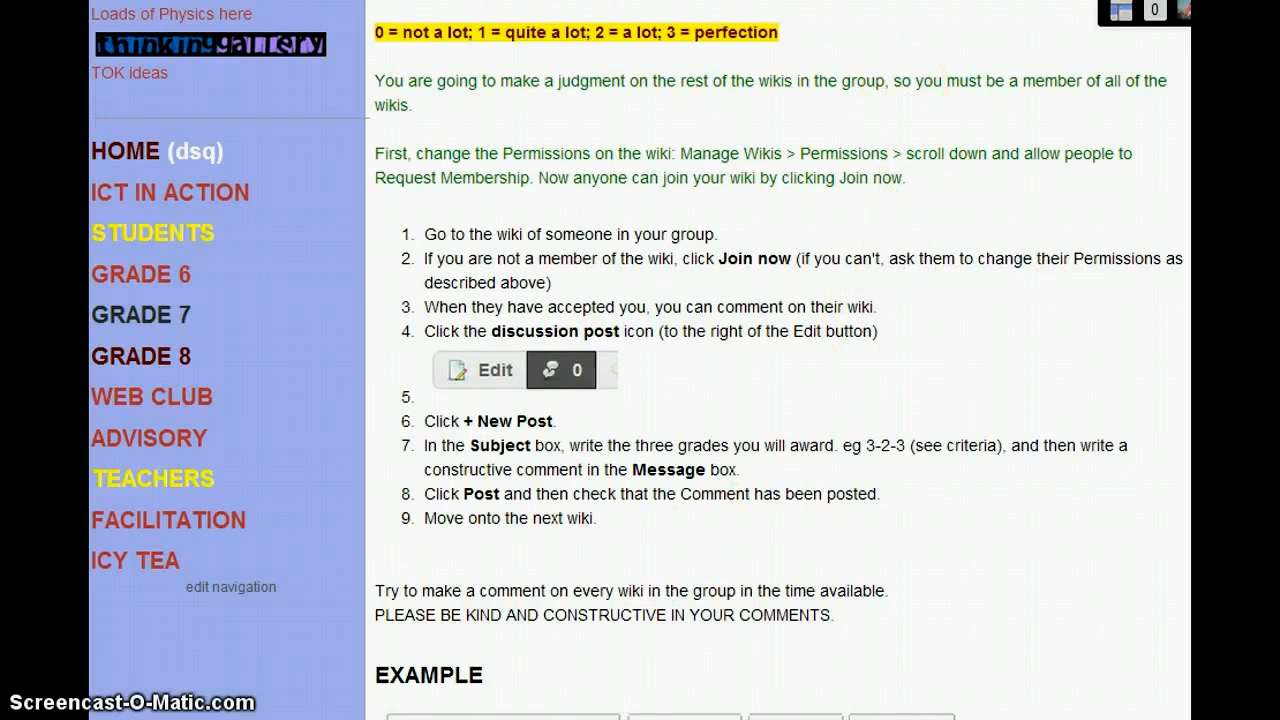 Loads of Physics here
thinkinggallery
TOK ideas
HOME (dsq)
ICT IN ACTION
STUDENTS
GRADE 6
GRADE 7
GRADE 8
WEB CLUB
ADVISORY
TEACHERS
FACILITATION
ICY TEA
edit navigation
0
0 = not a lot; 1 = quite a lot; 2 = a lot; 3 = perfection
You are going to make a judgment on the rest of the wikis in the group, so you must be a member of all of the
wikis.
First, change the Permissions on the wiki: Manage Wikis > Permissions > scroll down and allow people to
Request Membership. Now anyone can join your wiki by clicking Join now.
1. Go to the wiki of someone in your group.
2. If you are not a member of the wiki, click Join now (if you can't, ask them to change their Permissions as
described above)
3. When they have accepted you, you can comment on their wiki.
4. Click the discussion post icon (to the right of the Edit button)
Edit 0
5.
6. Click + New Post.
7. In the Subject box, write the three grades you will award. eg 3-2-3 (see criteria), and then write a
constructive comment in the Message box.
8. Click Post and then check that the Comment has been posted.
9. Move onto the next wiki.
Try to make a comment on every wiki in the group in the time available.
PLEASE BE KIND AND CONSTRUCTIVE IN YOUR COMMENTS.
EXAMPLE
Screencast-O-Matic.com